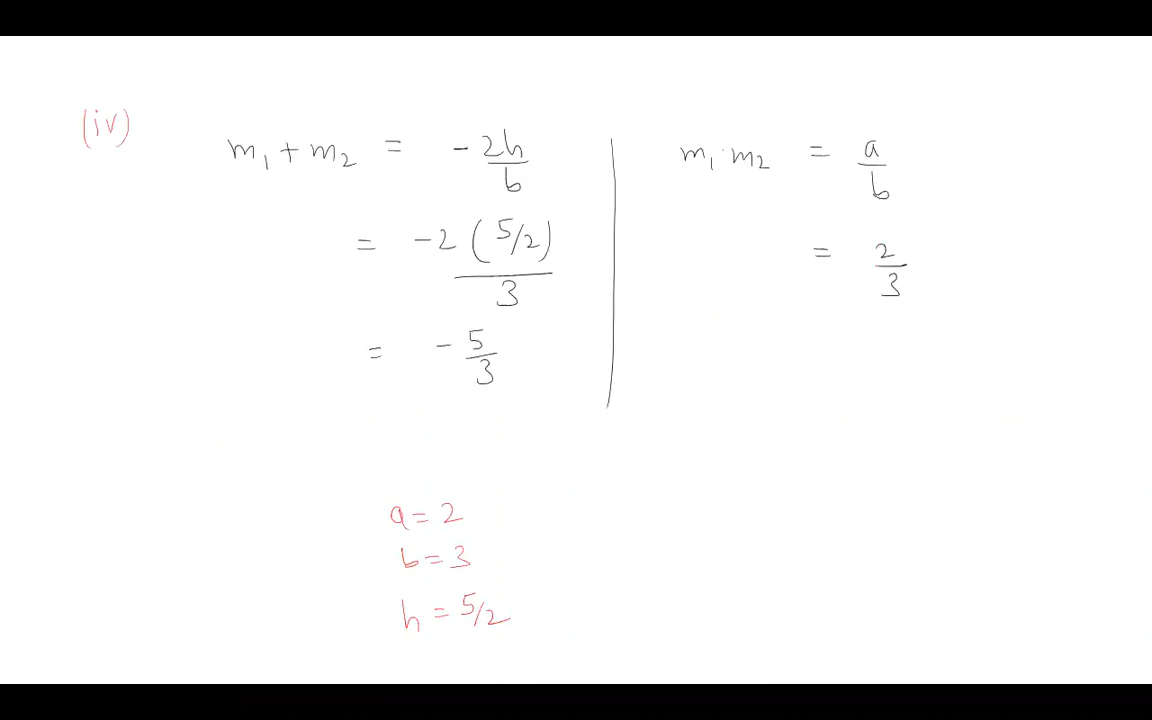 (iv)
m₁ + m₂ = -2h/b
= -2 (5/2)/3
= -5/3
m₁ · m₂ = a/b
= 2/3
a = 2
b = 3
h = 5/2